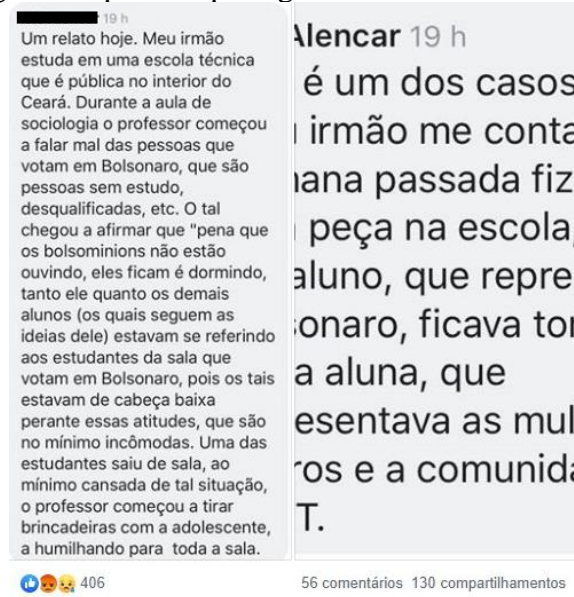 19 h
Um relato hoje. Meu irmão
estuda em uma escola técnica
que é pública no interior do
Ceará. Durante a aula de
sociologia o professor começou
a falar mal das pessoas que
votam em Bolsonaro, que são
pessoas sem estudo,
desqualificadas, etc. O tal
chegou a afirmar que "pena que
os bolsominions não estão
ouvindo, eles ficam é dormindo,
tanto ele quanto os demais
alunos (os quais seguem as
ideias dele) estavam se referindo
aos estudantes da sala que
votam em Bolsonaro, pois os tais
estavam de cabeça baixa
perante essas atitudes, que são
no mínimo incômodas. Uma das
estudantes saiu de sala, ao
mínimo cansada de tal situação,
o professor começou a tirar
brincadeiras com a adolescente,
a humilhando para toda a sala.
Alencar 19 h
é um dos casos
irmão me conta
ana passada fiz
peça na escola,
aluno, que repre
onaro, ficava tor
a aluna, que
esentava as mul
ros e a comunida
T.
406
56 comentários 130 compartilhamentos